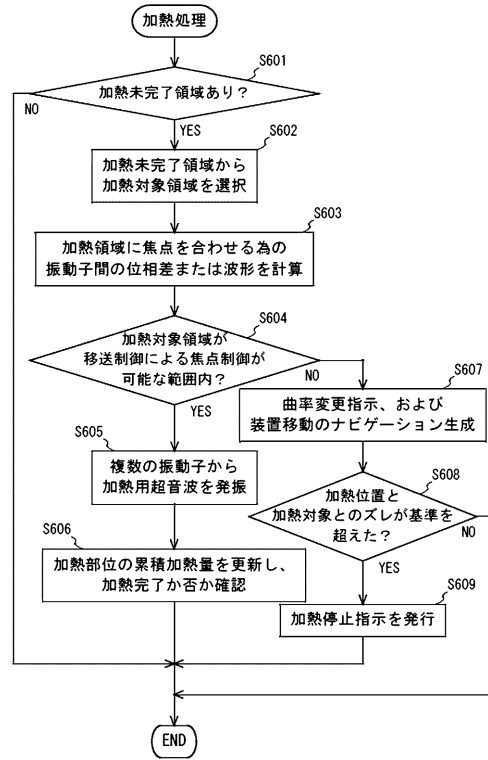 加熱処理
S601
加熱未完了領域あり？
NO
YES
S602
加熱未完了領域から
加熱対象領域を選択
S603
加熱領域に焦点を合わせる為の
振動子間の位相差または波形を計算
S604
加熱対象領域が
移送制御による焦点制御が
可能な範囲内？
NO
YES
S607
曲率変更指示、および
装置移動のナビゲーション生成
S605
複数の振動子から
加熱用超音波を発振
S608
加熱位置と
加熱対象とのズレが基準を
超えた？
NO
YES
S606
加熱部位の累積加熱量を更新し、
加熱完了か否か確認
S609
加熱停止指示を発行
END